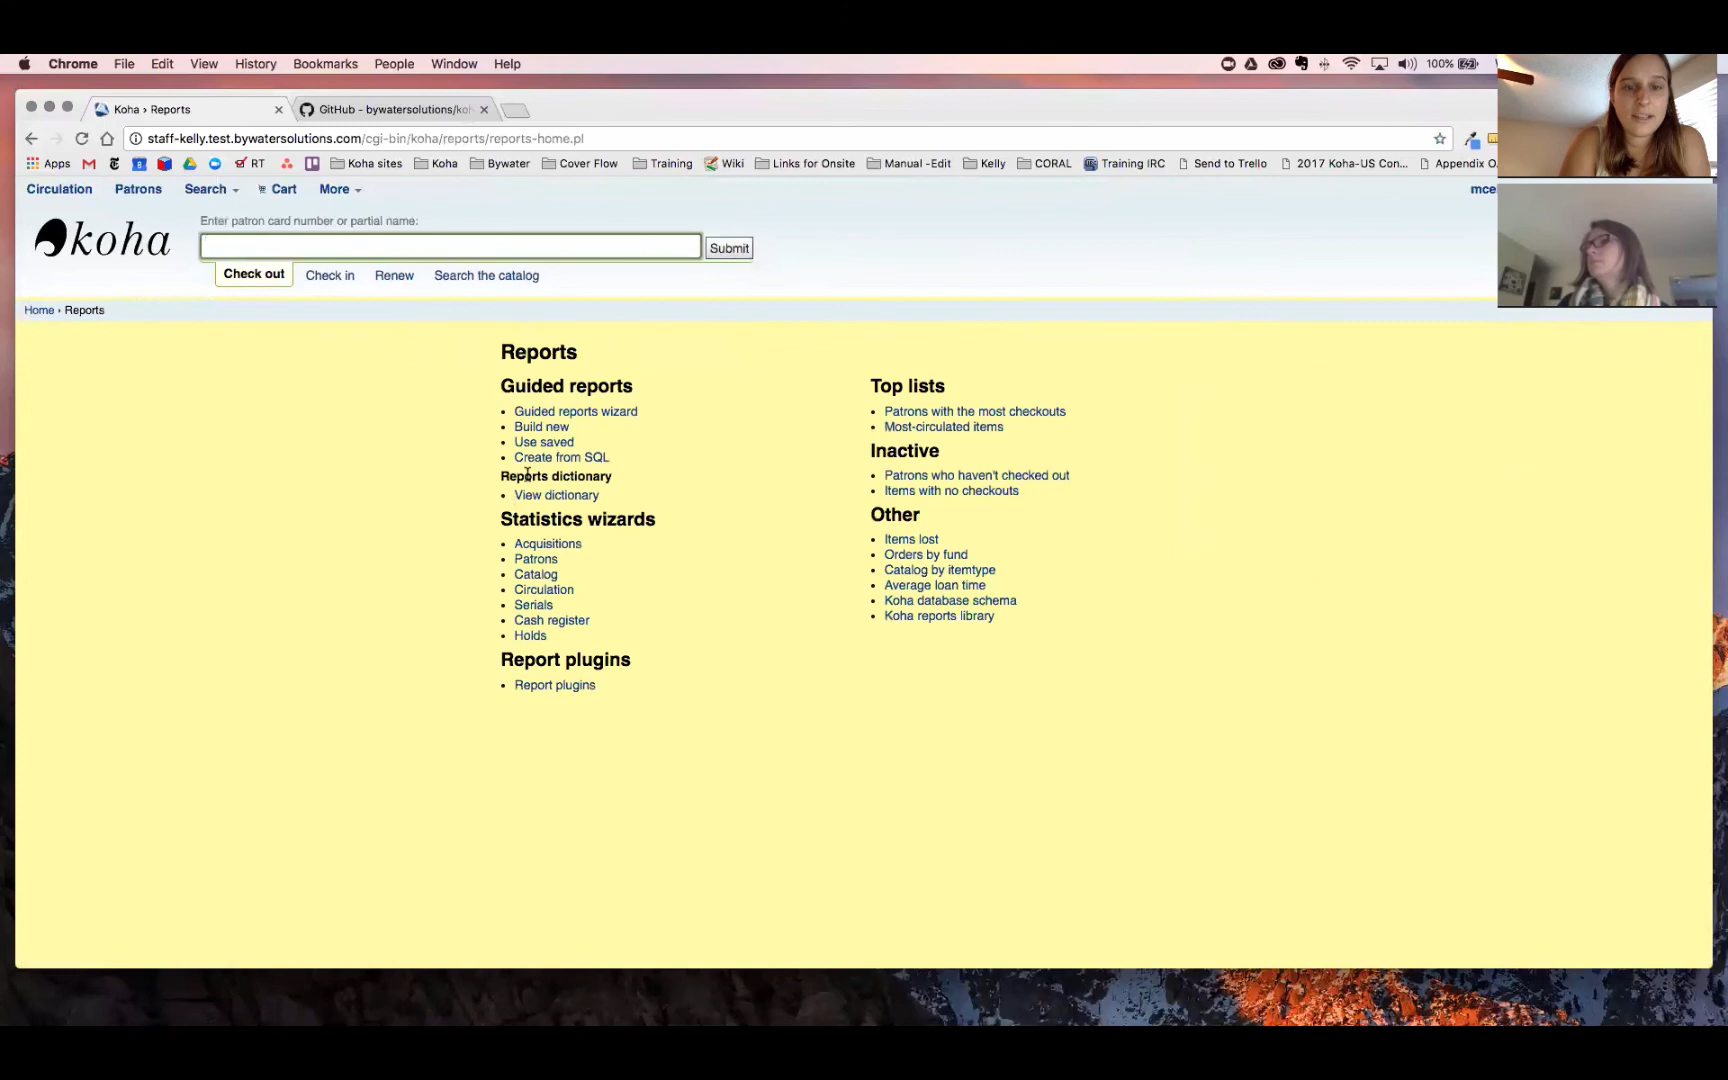 Chrome File Edit View History Bookmarks People Window Help 100%
Koha › Reports GitHub - bywatersolutions/koh
staff-kelly.test.bywatersolutions.com/cgi-bin/koha/reports/reports-home.pl
Apps RT Koha sites Koha Bywater Cover Flow Training Wiki Links for Onsite Manual -Edit Kelly CORAL Training IRC Send to Trello 2017 Koha-US Con... Appendix
Circulation Patrons Search Cart More mce
Enter patron card number or partial name:
koha Submit
Check out Check in Renew Search the catalog
Home › Reports
Reports
Guided reports
• Guided reports wizard
• Build new
• Use saved
• Create from SQL
Reports dictionary
• View dictionary
Statistics wizards
• Acquisitions
• Patrons
• Catalog
• Circulation
• Serials
• Cash register
• Holds
Report plugins
• Report plugins
Top lists
• Patrons with the most checkouts
• Most-circulated items
Inactive
• Patrons who haven't checked out
• Items with no checkouts
Other
• Items lost
• Orders by fund
• Catalog by itemtype
• Average loan time
• Koha database schema
• Koha reports library